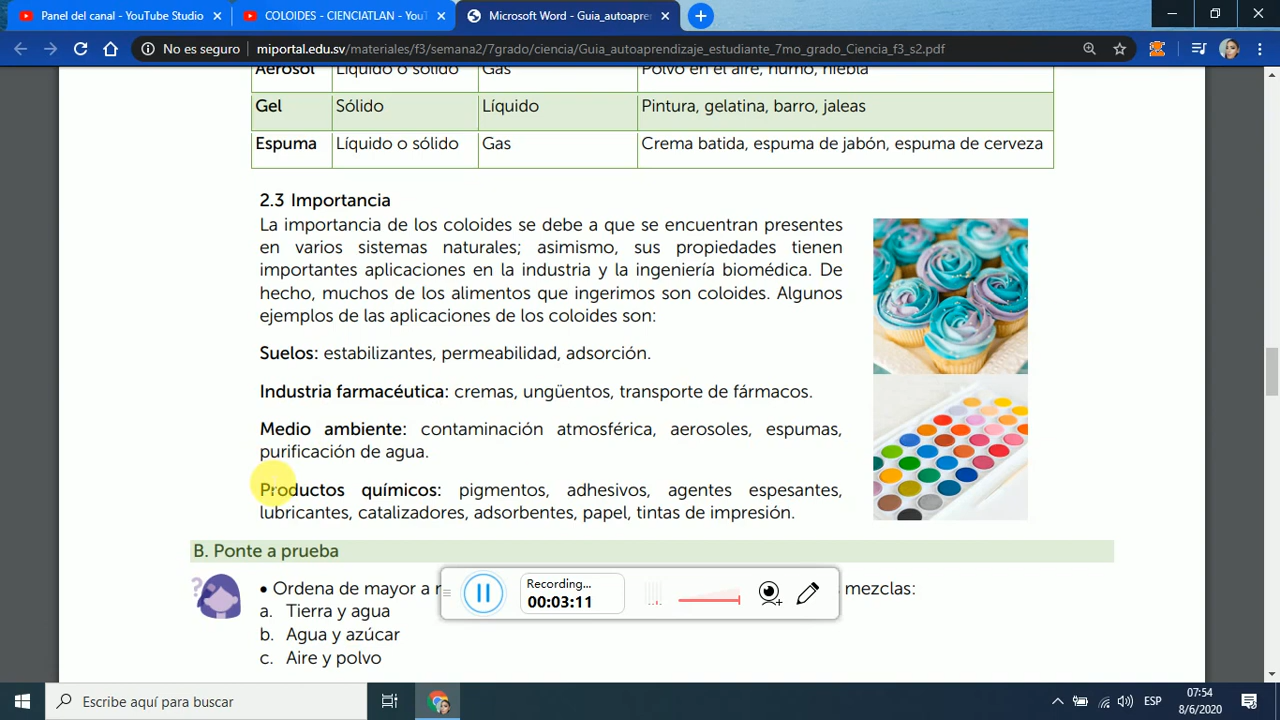 Panel del canal - YouTube Studio
COLOIDES - CIENCIATLAN - You
Microsoft Word - Guia_autoapre
No es seguro
miportal.edu.sv/materiales/f3/semana2/7grado/ciencia/Guia_autoaprendizaje_estudiante_7mo_grado_Ciencia_f3_s2.pdf
Aerosol Líquido o sólido Gas Polvo en el aire, humo, niebla
Gel Sólido Líquido Pintura, gelatina, barro, jaleas
Espuma Líquido o sólido Gas Crema batida, espuma de jabón, espuma de cerveza
2.3 Importancia
La importancia de los coloides se debe a que se encuentran presentes
en varios sistemas naturales; asimismo, sus propiedades tienen
importantes aplicaciones en la industria y la ingeniería biomédica. De
hecho, muchos de los alimentos que ingerimos son coloides. Algunos
ejemplos de las aplicaciones de los coloides son:
Suelos: estabilizantes, permeabilidad, adsorción.
Industria farmacéutica: cremas, ungüentos, transporte de fármacos.
Medio ambiente: contaminación atmosférica, aerosoles, espumas,
purificación de agua.
Productos químicos: pigmentos, adhesivos, agentes espesantes,
lubricantes, catalizadores, adsorbentes, papel, tintas de impresión.
B. Ponte a prueba
• Ordena de mayor a mezclas:
a. Tierra y agua
b. Agua y azúcar
c. Aire y polvo
Recording...
00:03:11
Escribe aquí para buscar
ESP
07:54
8/6/2020